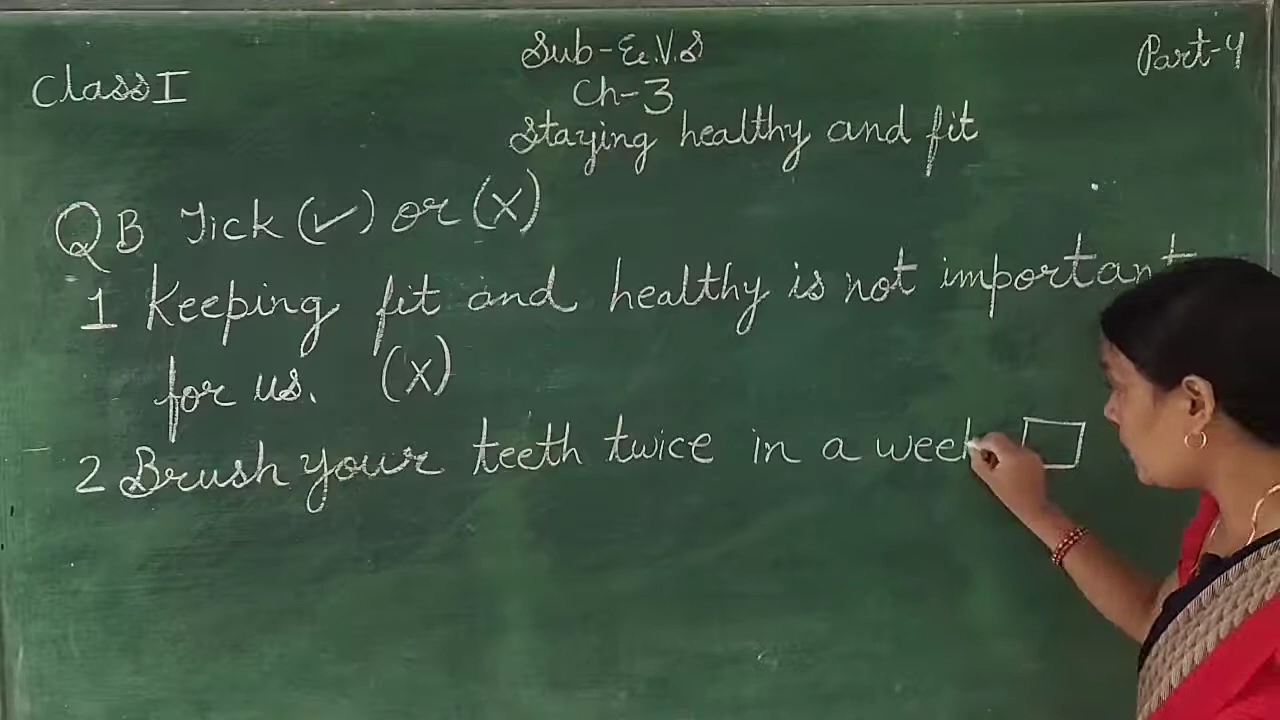 Sub-E.V.S
Part-4
Class I
Ch-3
Staying healthy and fit
QB Tick (✓) or (X)
1 Keeping fit and healthy is not important
for us. (X)
2 Brush your teeth twice in a week